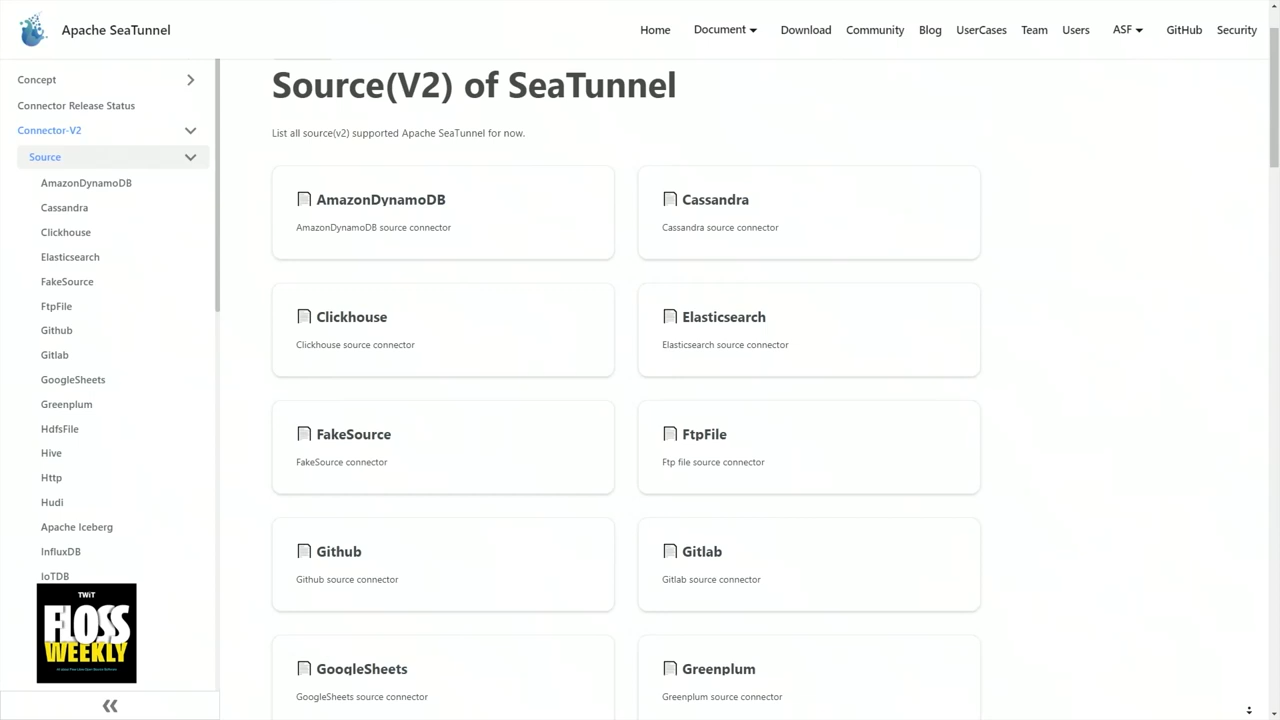 Apache SeaTunnel
Home
Document
Download
Community
Blog
UserCases
Team
Users
ASF
GitHub
Security
Concept
Connector Release Status
Connector-V2
Source
AmazonDynamoDB
Cassandra
Clickhouse
Elasticsearch
FakeSource
FtpFile
Github
Gitlab
GoogleSheets
Greenplum
HdfsFile
Hive
Http
Hudi
Apache Iceberg
InfluxDB
IoTDB
TWiT
FLOSS
WEEKLY
Source(V2) of SeaTunnel
List all source(v2) supported Apache SeaTunnel for now.
AmazonDynamoDB
AmazonDynamoDB source connector
Cassandra
Cassandra source connector
Clickhouse
Clickhouse source connector
Elasticsearch
Elasticsearch source connector
FakeSource
FakeSource connector
FtpFile
Ftp file source connector
Github
Github source connector
Gitlab
Gitlab source connector
GoogleSheets
GoogleSheets source connector
Greenplum
Greenplum source connector